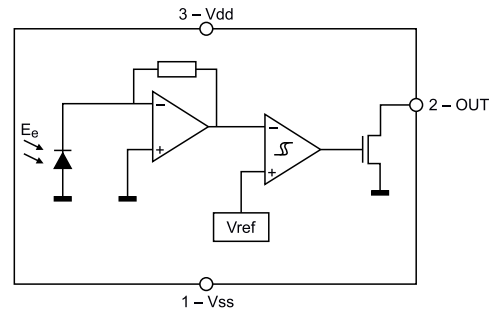 3 – Vdd
Ee
2 – OUT
Vref
1 – Vss